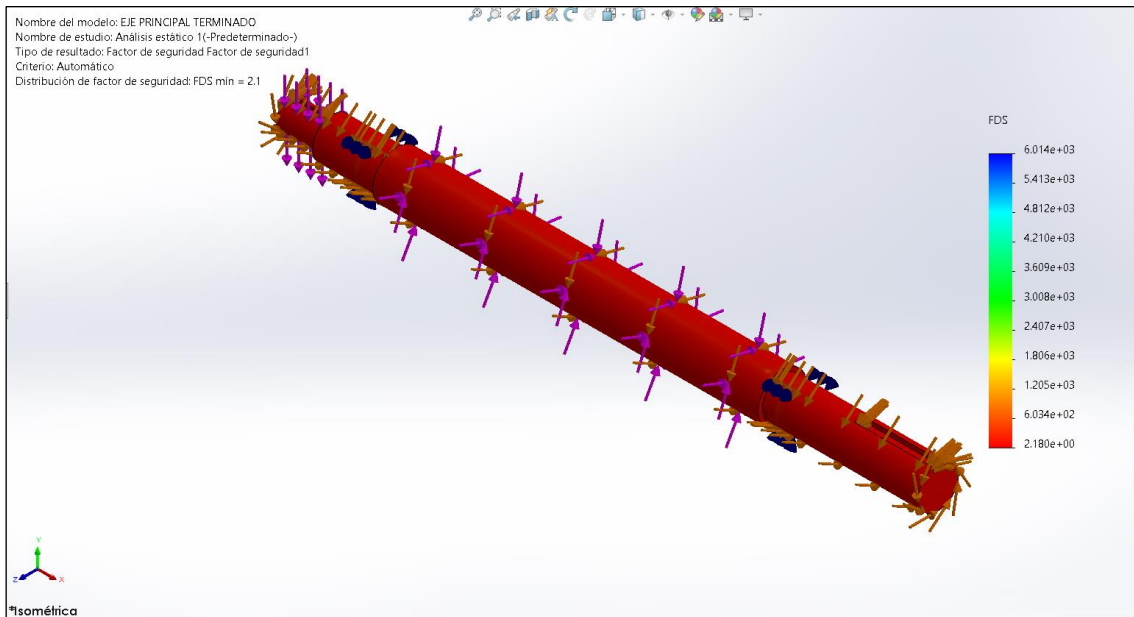 Nombre del modelo: EJE PRINCIPAL TERMINADO
Nombre de estudio: Análisis estático 1(-Predeterminado-)
Tipo de resultado: Factor de seguridad Factor de seguridad1
Criterio: Automático
Distribución de factor de seguridad: FDS mín = 2.1
FDS
6.014e+03
5.413e+03
4.812e+03
4.210e+03
3.609e+03
3.008e+03
2.407e+03
1.806e+03
1.205e+03
6.034e+02
2.180e+00
Y
Z
X
*Isométrica